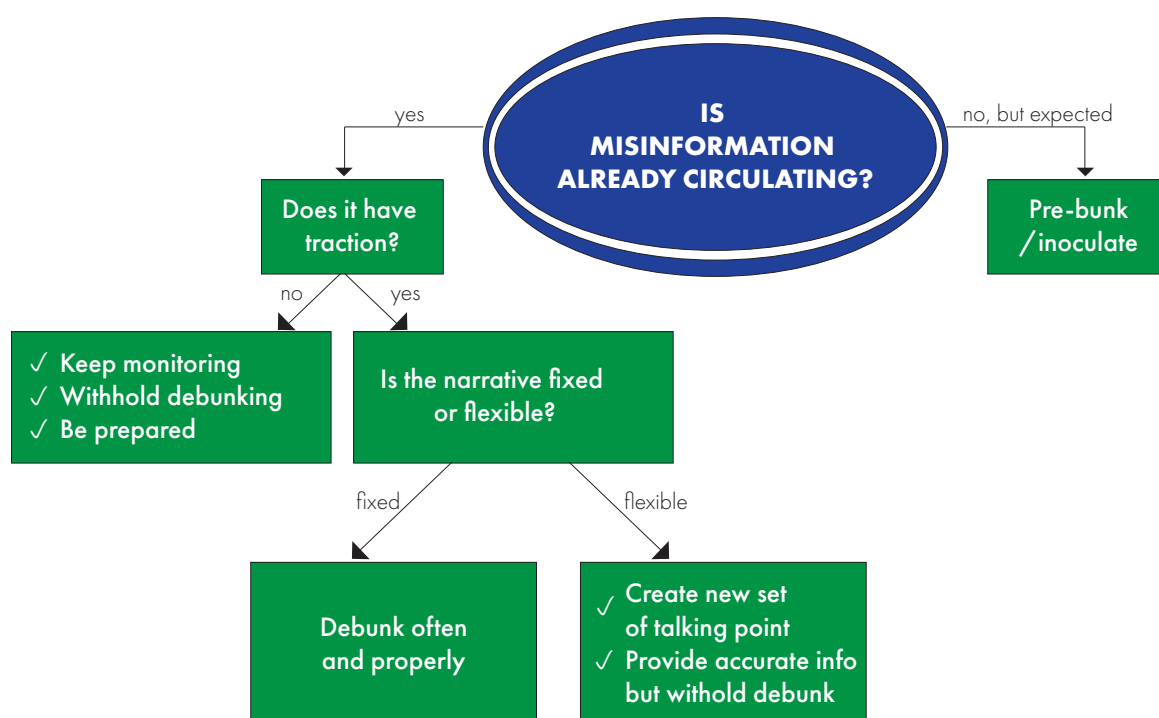 IS
MISINFORMATION
ALREADY CIRCULATING?
yes
no, but expected
Does it have
traction?
Pre-bunk
/inoculate
no
yes
✓ Keep monitoring
✓ Withhold debunking
✓ Be prepared
Is the narrative fixed
or flexible?
fixed
flexible
Debunk often
and properly
✓ Create new set
of talking point
✓ Provide accurate info
but withold debunk